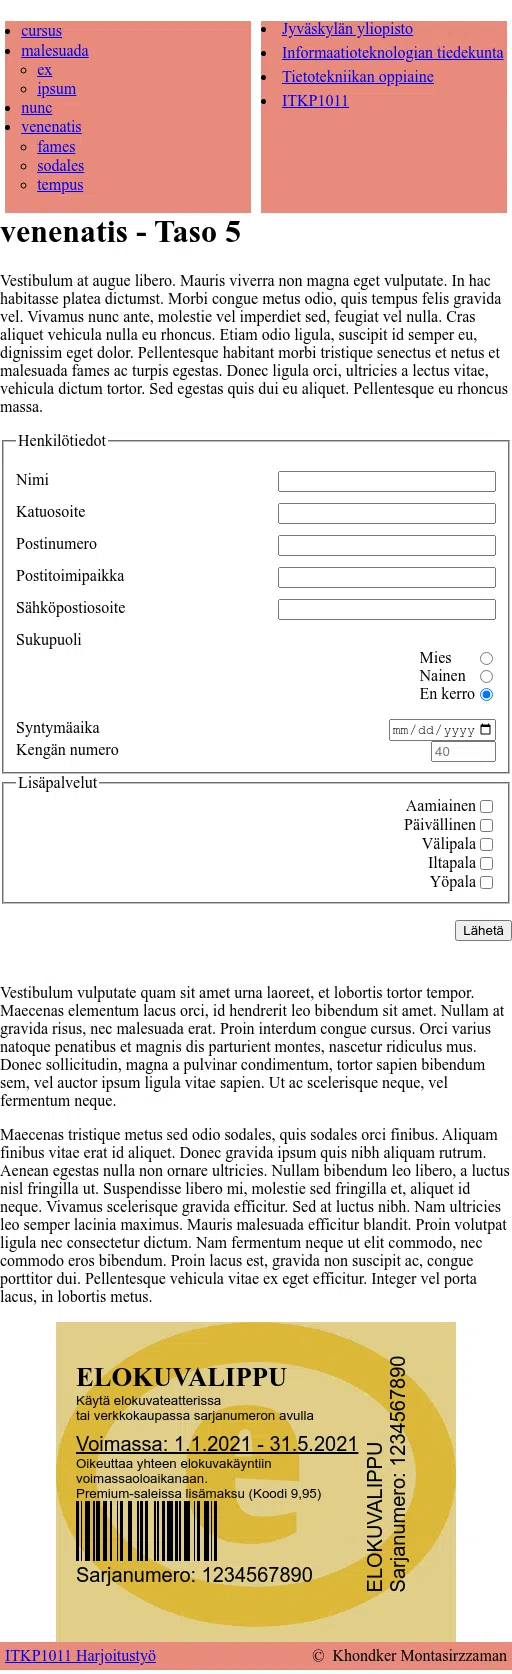 cursus
malesuada
ex
ipsum
nunc
venenatis
fames
sodales
tempus
Jyväskylän yliopisto
Informaatioteknologian tiedekunta
Tietotekniikan oppiaine
ITKP1011
venenatis - Taso 5
Vestibulum at augue libero. Mauris viverra non magna eget vulputate. In hac
habitasse platea dictumst. Morbi congue metus odio, quis tempus felis gravida
vel. Vivamus nunc ante, molestie vel imperdiet sed, feugiat vel nulla. Cras
aliquet vehicula nulla eu rhoncus. Etiam odio ligula, suscipit id semper eu,
dignissim eget dolor. Pellentesque habitant morbi tristique senectus et netus et
malesuada fames ac turpis egestas. Donec ligula orci, ultricies a lectus vitae,
vehicula dictum tortor. Sed egestas quis dui eu aliquet. Pellentesque eu rhoncus
massa.
Henkilötiedot
Nimi
Katuosoite
Postinumero
Postitoimipaikka
Sähköpostiosoite
Sukupuoli
Mies
Nainen
En kerro
Syntymäaika mm/dd/yyyy
Kengän numero 40
Lisäpalvelut
Aamiainen
Päivällinen
Välipala
Iltapala
Yöpala
Lähetä
Vestibulum vulputate quam sit amet urna laoreet, et lobortis tortor tempor.
Maecenas elementum lacus orci, id hendrerit leo bibendum sit amet. Nullam at
gravida risus, nec malesuada erat. Proin interdum congue cursus. Orci varius
natoque penatibus et magnis dis parturient montes, nascetur ridiculus mus.
Donec sollicitudin, magna a pulvinar condimentum, tortor sapien bibendum
sem, vel auctor ipsum ligula vitae sapien. Ut ac scelerisque neque, vel
fermentum neque.
Maecenas tristique metus sed odio sodales, quis sodales orci finibus. Aliquam
finibus vitae erat id aliquet. Donec gravida ipsum quis nibh aliquam rutrum.
Aenean egestas nulla non ornare ultricies. Nullam bibendum leo libero, a luctus
nisl fringilla ut. Suspendisse libero mi, molestie sed fringilla et, aliquet id
neque. Vivamus scelerisque gravida efficitur. Sed at luctus nibh. Nam ultricies
leo semper lacinia maximus. Mauris malesuada efficitur blandit. Proin volutpat
ligula nec consectetur dictum. Nam fermentum neque ut elit commodo, nec
commodo eros bibendum. Proin lacus est, gravida non suscipit ac, congue
porttitor dui. Pellentesque vehicula vitae ex eget efficitur. Integer vel porta
lacus, in lobortis metus.
e
ELOKUVALIPPU
Käytä elokuvateatterissa
tai verkkokaupassa sarjanumeron avulla
Voimassa: 1.1.2021 - 31.5.2021
Oikeuttaa yhteen elokuvakäyntiin
voimassaoloaikanaan.
Premium-saleissa lisämaksu (Koodi 9,95)
Sarjanumero: 1234567890
ELOKUVALIPPU
Sarjanumero: 1234567890
ITKP1011 Harjoitustyö
© Khondker Montasirzzaman